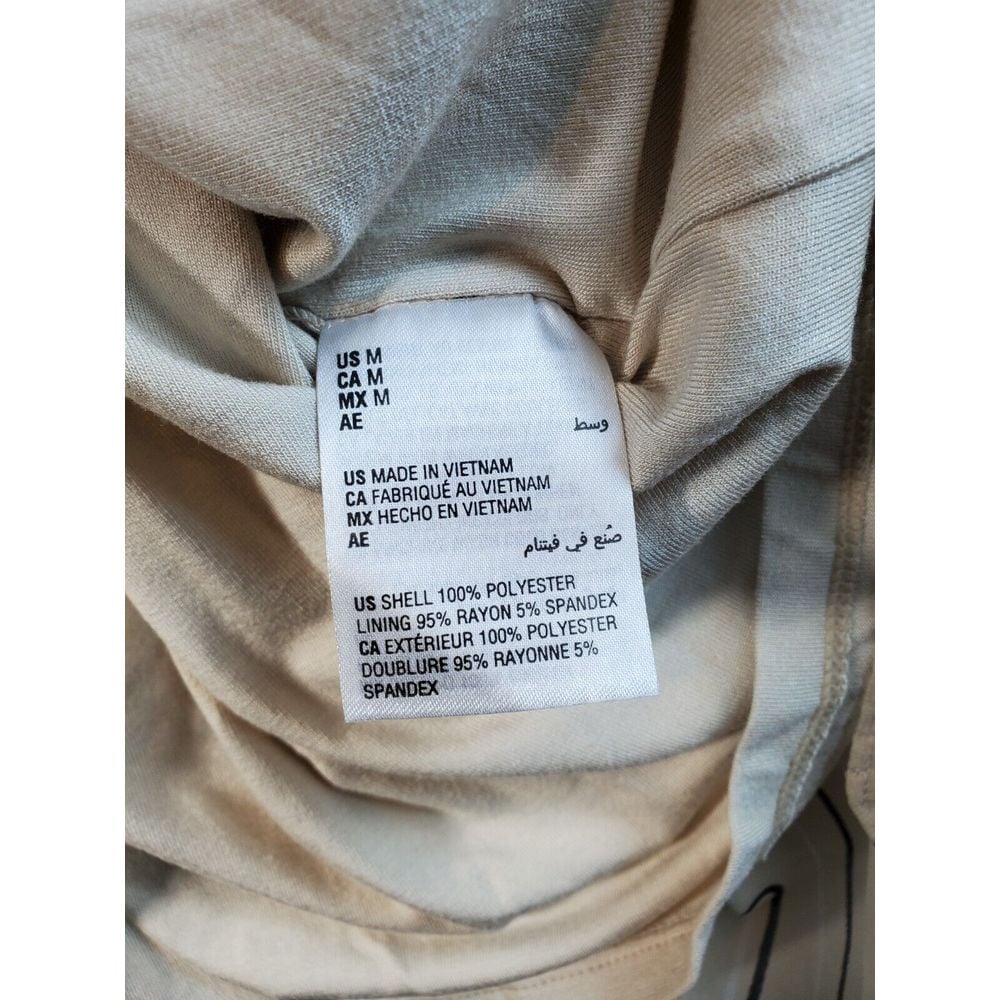 US M
CA M
MX M
AE وسط
US MADE IN VIETNAM
CA FABRIQUÉ AU VIETNAM
MX HECHO EN VIETNAM
AE صُنع في فيتنام
US SHELL 100% POLYESTER
LINING 95% RAYON 5% SPANDEX
CA EXTÉRIEUR 100% POLYESTER
DOUBLURE 95% RAYONNE 5%
SPANDEX